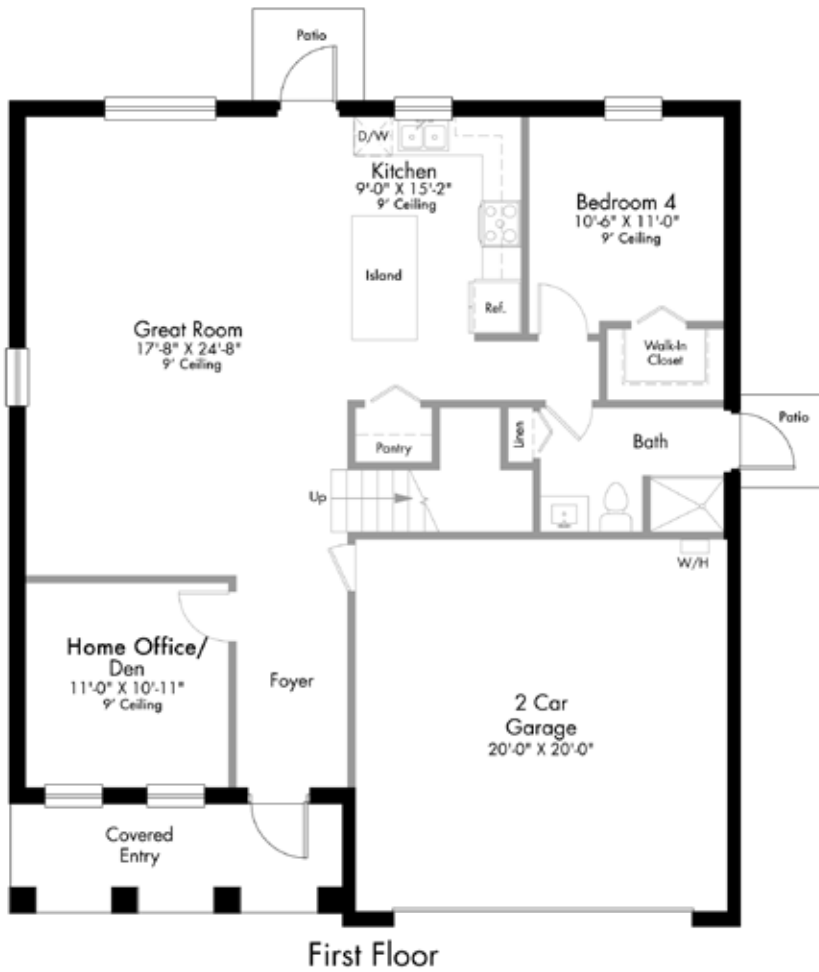 Patio
D/W
Kitchen
9'-0" X 15'-2"
9' Ceiling
Bedroom 4
10'-6" X 11'-0"
9' Ceiling
Island
Ref.
Great Room
17'-8" X 24'-8"
9' Ceiling
Walk-In
Closet
Patio
Pantry
Linen
Bath
Up
W/H
Home Office/
Den
11'-0" X 10'-11"
9' Ceiling
Foyer
2 Car
Garage
20'-0" X 20'-0"
Covered
Entry
First Floor